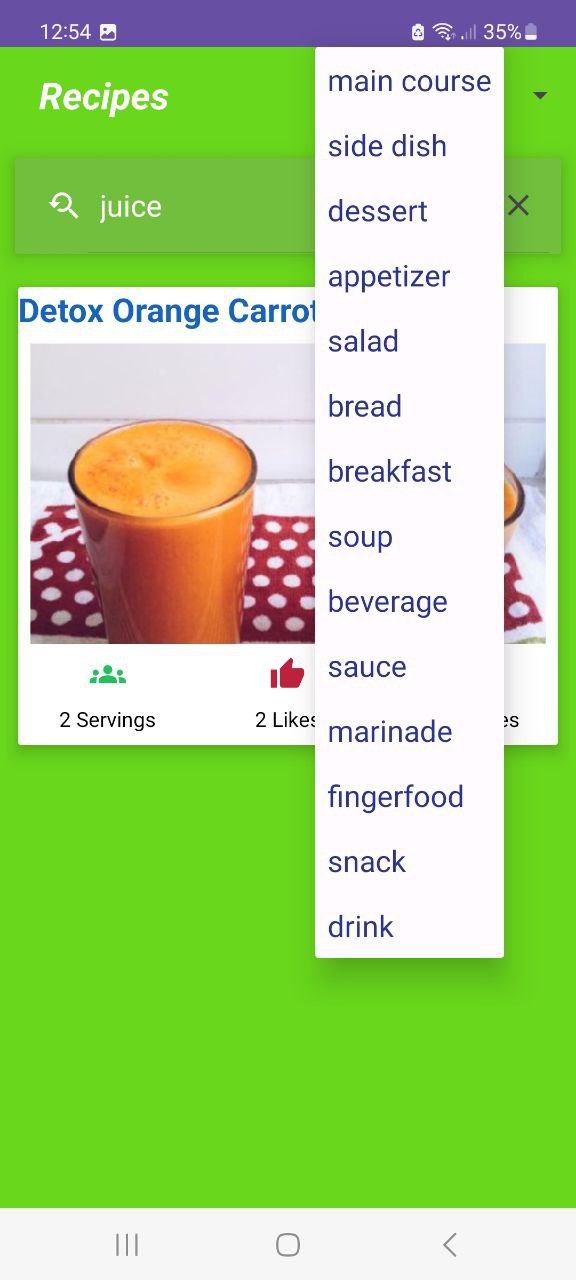 12:54
35%
Recipes
juice
Detox Orange Carrot
2 Servings
2 Likes
es
main course
side dish
dessert
appetizer
salad
bread
breakfast
soup
beverage
sauce
marinade
fingerfood
snack
drink